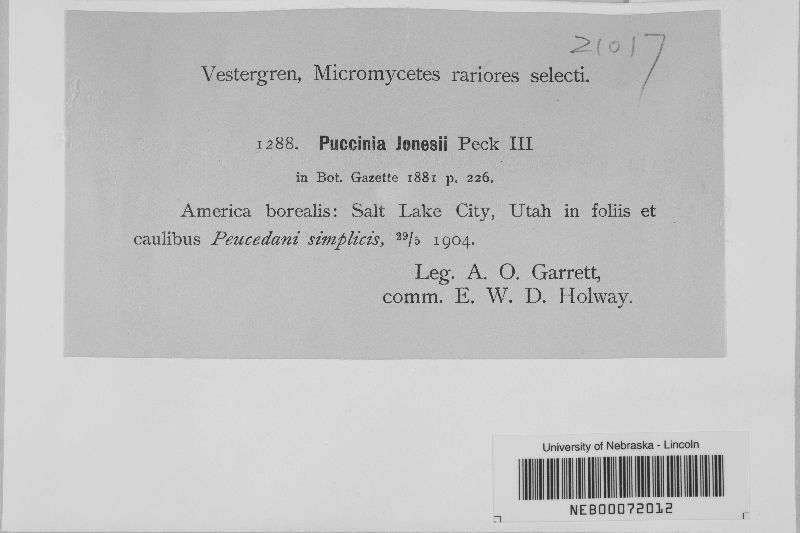 21017
Vestergren, Micromycetes rariores selecti.
1288. Puccinia Jonesii Peck III
in Bot. Gazette 1881 p. 226.
America borealis: Salt Lake City, Utah in foliis et
caulibus Peucedani simplicis, 29/5 1904.
Leg. A. O. Garrett,
comm. E. W. D. Holway.
University of Nebraska - Lincoln
NEB00072012